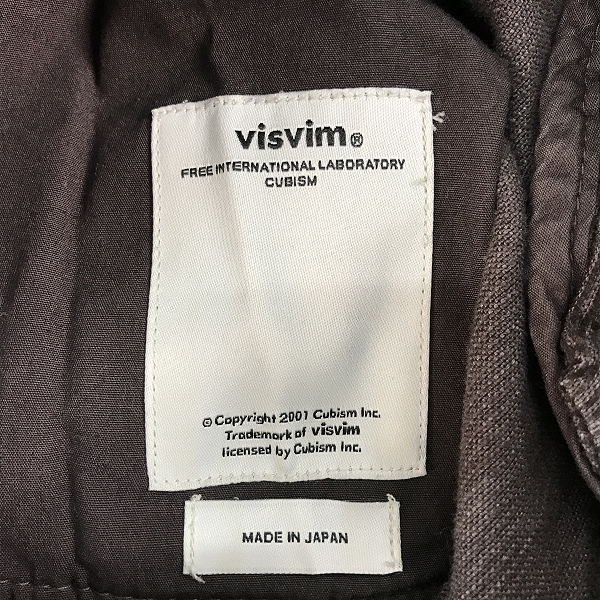 visvim®
FREE INTERNATIONAL LABORATORY
CUBISM
© Copyright 2001 Cubism Inc.
Trademark of visvim
licensed by Cubism Inc.
MADE IN JAPAN